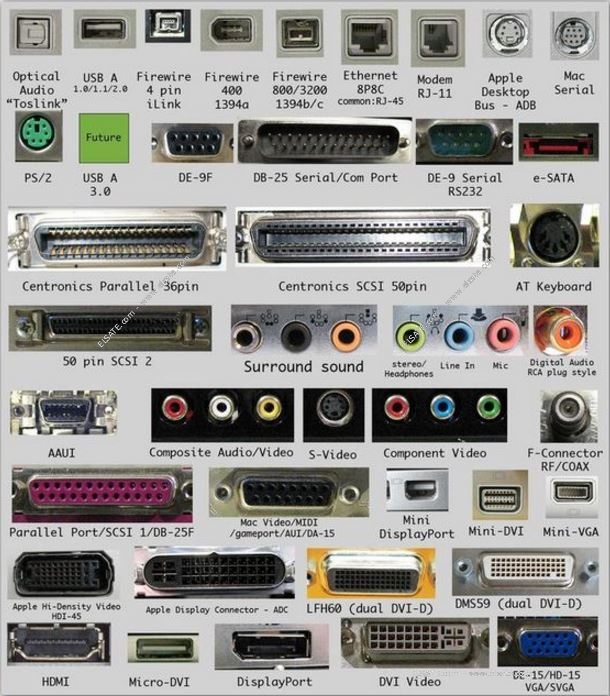 Optical
Audio
“Toslink”
USB A
1.0/1.1/2.0
Firewire
4 pin
iLink
Firewire
400
1394a
Firewire
800/3200
1394b/c
Ethernet
8P8C
common:RJ-45
Modem
RJ-11
Apple
Desktop
Bus - ADB
Mac
Serial
Future
PS/2
USB A
3.0
DE-9F
DB-25 Serial/Com Port
DE-9 Serial
RS232
e-SATA
Centronics Parallel 36pin
Centronics SCSI 50pin
AT Keyboard
EISATE.com
50 pin SCSI 2
Surround sound
stereo/
Headphones
Line In
Mic
Digital Audio
RCA plug style
AAUI
Composite Audio/Video
S-Video
Component Video
F-Connector
RF/COAX
Parallel Port/SCSI 1/DB-25F
Mac Video/MIDI
/gameport/AUI/DA-15
Mini
DisplayPort
Mini-DVI
Mini-VGA
Apple Hi-Density Video
HDI-45
Apple Display Connector - ADC
LFH60 (dual DVI-D)
DMS59 (dual DVI-D)
HDMI
Micro-DVI
DisplayPort
DVI Video
DE-15/HD-15
VGA/SVGA